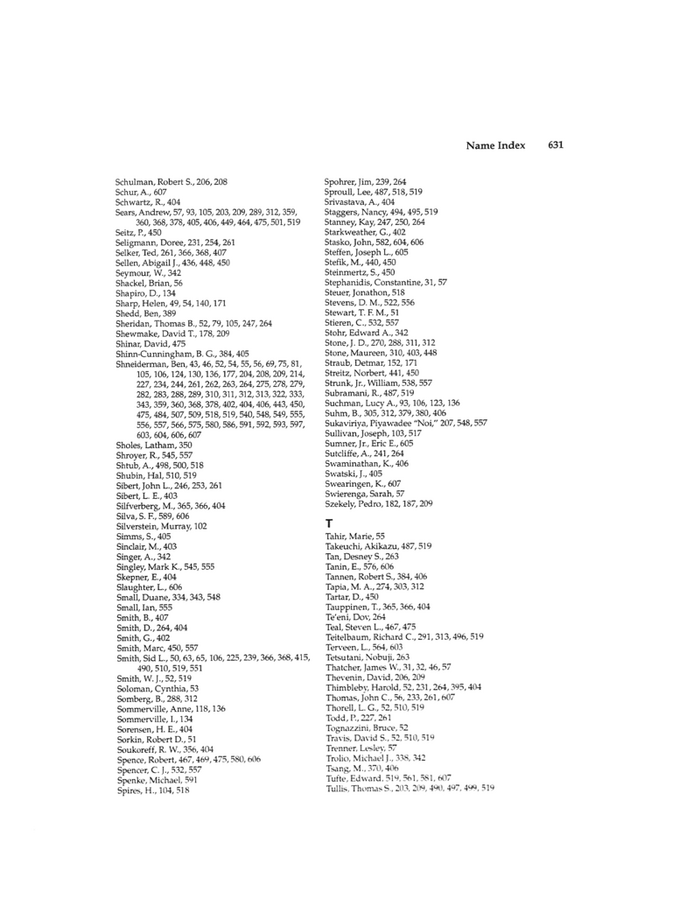 Name Index 631
Schulman, Robert S., 206, 208
Schur, A., 607
Schwartz, R., 404
Sears, Andrew, 57, 93, 105, 203, 209, 289, 312, 359,
360, 368, 378, 405, 406, 449, 464, 475, 501, 519
Seitz, P., 450
Seligmann, Doree, 231, 254, 261
Selker, Ted, 261, 366, 368, 407
Sellen, Abigail J., 436, 448, 450
Seymour, W., 342
Shackel, Brian, 56
Shapiro, D., 134
Sharp, Helen, 49, 54, 140, 171
Shedd, Ben, 389
Sheridan, Thomas B., 52, 79, 105, 247, 264
Shewmake, David T., 178, 209
Shinar, David, 475
Shinn-Cunningham, B. G., 384, 405
Shneiderman, Ben, 43, 46, 52, 54, 55, 56, 69, 75, 81,
105, 106, 124, 130, 136, 177, 204, 208, 209, 214,
227, 234, 244, 261, 262, 263, 264, 275, 278, 279,
282, 283, 288, 289, 310, 311, 312, 313, 322, 333,
343, 359, 360, 368, 378, 402, 404, 406, 443, 450,
475, 484, 507, 509, 518, 519, 540, 548, 549, 555,
556, 557, 566, 575, 580, 586, 591, 592, 593, 597,
603, 604, 606, 607
Sholes, Latham, 350
Shroyer, R., 545, 557
Shtub, A., 498, 500, 518
Shubin, Hal, 510, 519
Sibert, John L., 246, 253, 261
Sibert, L. E., 403
Silfverberg, M., 365, 366, 404
Silva, S. F., 589, 606
Silverstein, Murray, 102
Simms, S., 405
Sinclair, M., 403
Singer, A., 342
Singley, Mark K., 545, 555
Skepner, E., 404
Slaughter, L., 606
Small, Duane, 334, 343, 548
Small, Ian, 555
Smith, B., 407
Smith, D., 264, 404
Smith, G., 402
Smith, Marc, 450, 557
Smith, Sid L., 50, 63, 65, 106, 225, 239, 366, 368, 415,
490, 510, 519, 551
Smith, W. J., 52, 519
Soloman, Cynthia, 53
Somberg, B., 288, 312
Sommerville, Anne, 118, 136
Sommerville, I., 134
Sorensen, H. E., 404
Sorkin, Robert D., 51
Soukoreff, R. W., 356, 404
Spence, Robert, 467, 469, 475, 580, 606
Spencer, C. J., 532, 557
Spenke, Michael, 591
Spires, H., 104, 518
Spohrer, Jim, 239, 264
Sproull, Lee, 487, 518, 519
Srivastava, A., 404
Staggers, Nancy, 494, 495, 519
Stanney, Kay, 247, 250, 264
Starkweather, G., 402
Stasko, John, 582, 604, 606
Steffen, Joseph L., 605
Stefik, M., 440, 450
Steinmertz, S., 450
Stephanidis, Constantine, 31, 57
Steuer, Jonathon, 518
Stevens, D. M., 522, 556
Stewart, T. F. M., 51
Stieren, C., 532, 557
Stohr, Edward A., 342
Stone, J. D., 270, 288, 311, 312
Stone, Maureen, 310, 403, 448
Straub, Detmar, 152, 171
Streitz, Norbert, 441, 450
Strunk, Jr., William, 538, 557
Subramani, R., 487, 519
Suchman, Lucy A., 93, 106, 123, 136
Suhm, B., 305, 312, 379, 380, 406
Sukaviriya, Piyawadee "Noi," 207, 548, 557
Sullivan, Joseph, 103, 517
Sumner, Jr., Eric E., 605
Sutcliffe, A., 241, 264
Swaminathan, K., 406
Swatski, J., 405
Swearingen, K., 607
Swierenga, Sarah, 57
Szekely, Pedro, 182, 187, 209
T
Tahir, Marie, 55
Takeuchi, Akikazu, 487, 519
Tan, Desney S., 263
Tanin, E., 576, 606
Tannen, Robert S., 384, 406
Tapia, M. A., 274, 303, 312
Tartar, D., 450
Tauppinen, T., 365, 366, 404
Te'eni, Dov, 264
Teal, Steven L., 467, 475
Teitelbaum, Richard C., 291, 313, 496, 519
Terveen, L., 564, 603
Tetsutani, Nobuji, 263
Thatcher, James W., 31, 32, 46, 57
Thevenin, David, 206, 209
Thimbleby, Harold, 52, 231, 264, 395, 404
Thomas, John C., 56, 233, 261, 607
Thorell, L. G., 52, 510, 519
Todd, P., 227, 261
Tognazzini, Bruce, 52
Travis, David S., 52, 510, 519
Trenner, Lesley, 57
Trolio, Michael J., 338, 342
Tsang, M., 370, 406
Tufte, Edward, 519, 561, 581, 607
Tullis, Thomas S., 203, 209, 490, 497, 499, 519